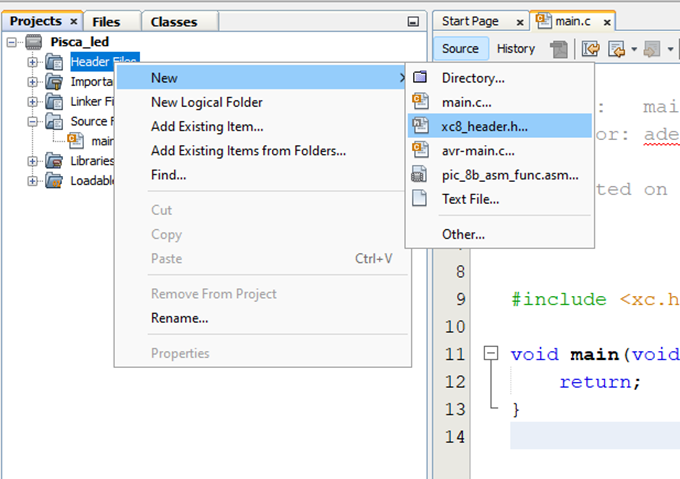 Projects × Files Classes
Pisca_led
Header Files
Importa
Linker Fi
Source F
main
Libraries
Loadable
New
New Logical Folder
Add Existing Item...
Add Existing Items from Folders...
Find...
Cut
Copy
Paste Ctrl+V
Remove From Project
Rename...
Properties
Directory...
main.c...
xc8_header.h...
avr-main.c...
pic_8b_asm_func.asm...
Text File...
Other...
Start Page × main.c ×
Source History
: mai
or: ade
ted on
8
9 #include <xc.h
10
11 void main(void
12 return;
13 }
14